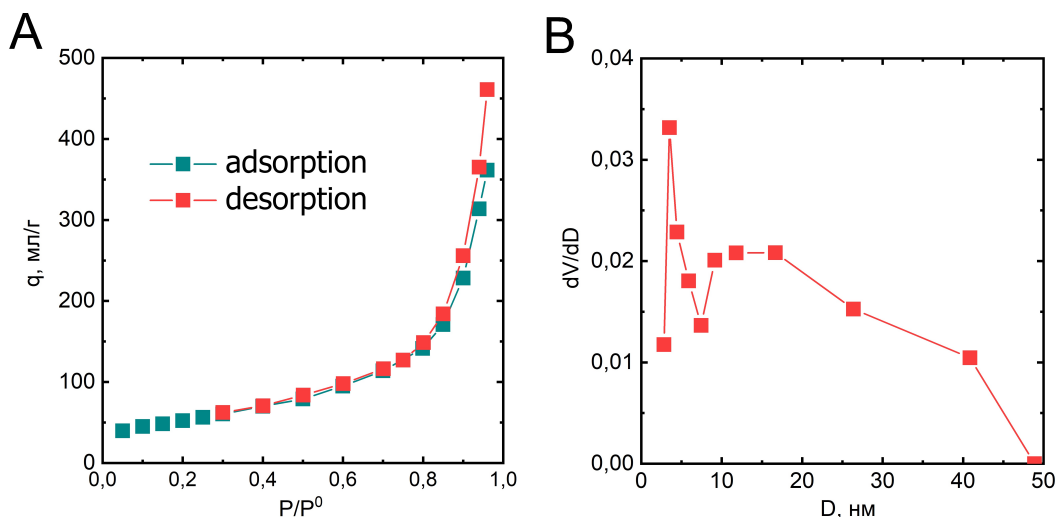 A
500
400
300
200
100
0
q, мл/г
adsorption
desorption
0,0 0,2 0,4 0,6 0,8 1,0
P/P⁰
B
0,04
0,03
0,02
0,01
0,00
dV/dD
0 10 20 30 40 50
D, нм